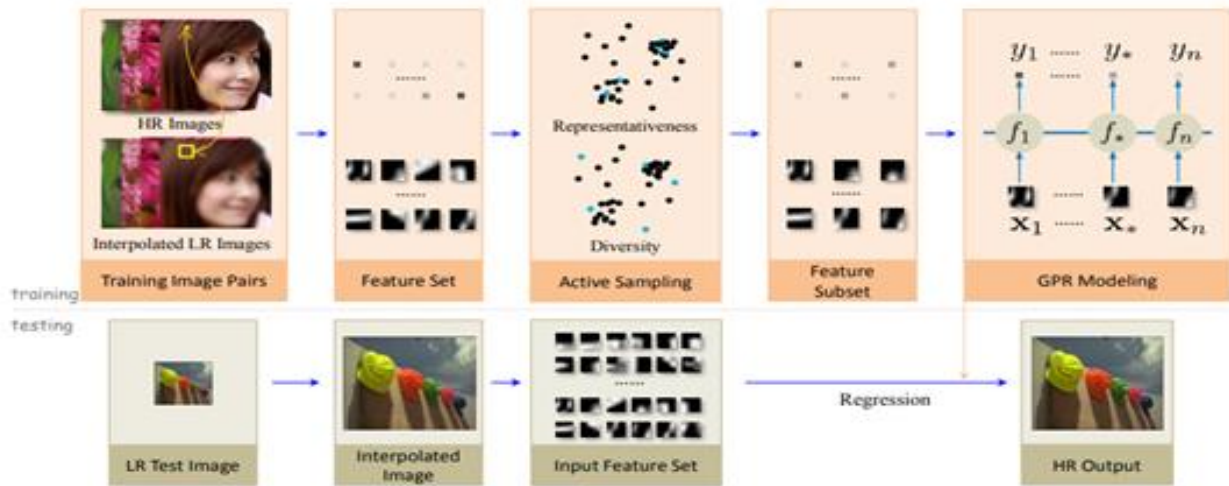 HR Images
Interpolated LR Images
Training Image Pairs
......
......
Feature Set
Representativeness
Diversity
Active Sampling
......
......
Feature
Subset
y₁ ...... y* yₙ
......
f₁ f* fₙ
......
x₁ ...... x* xₙ
GPR Modeling
training
testing
LR Test Image
Interpolated
Image
......
Input Feature Set
Regression
HR Output